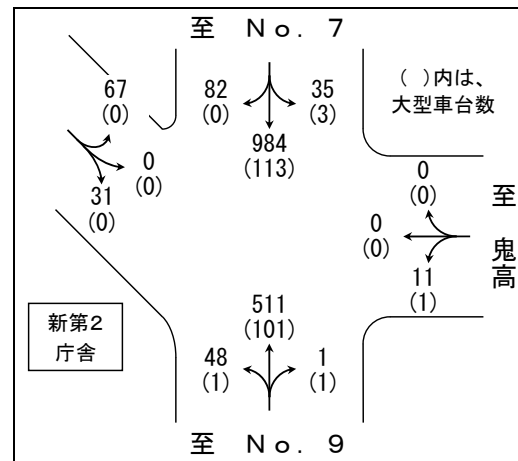 至 No. 7
67
(0)
82
(0)
35
(3)
984
(113)
( )内は、
大型車台数
0
(0)
31
(0)
0
(0)
0
(0)
11
(1)
至
鬼
高
新第2
庁舎
511
(101)
48
(1)
1
(1)
至 No. 9